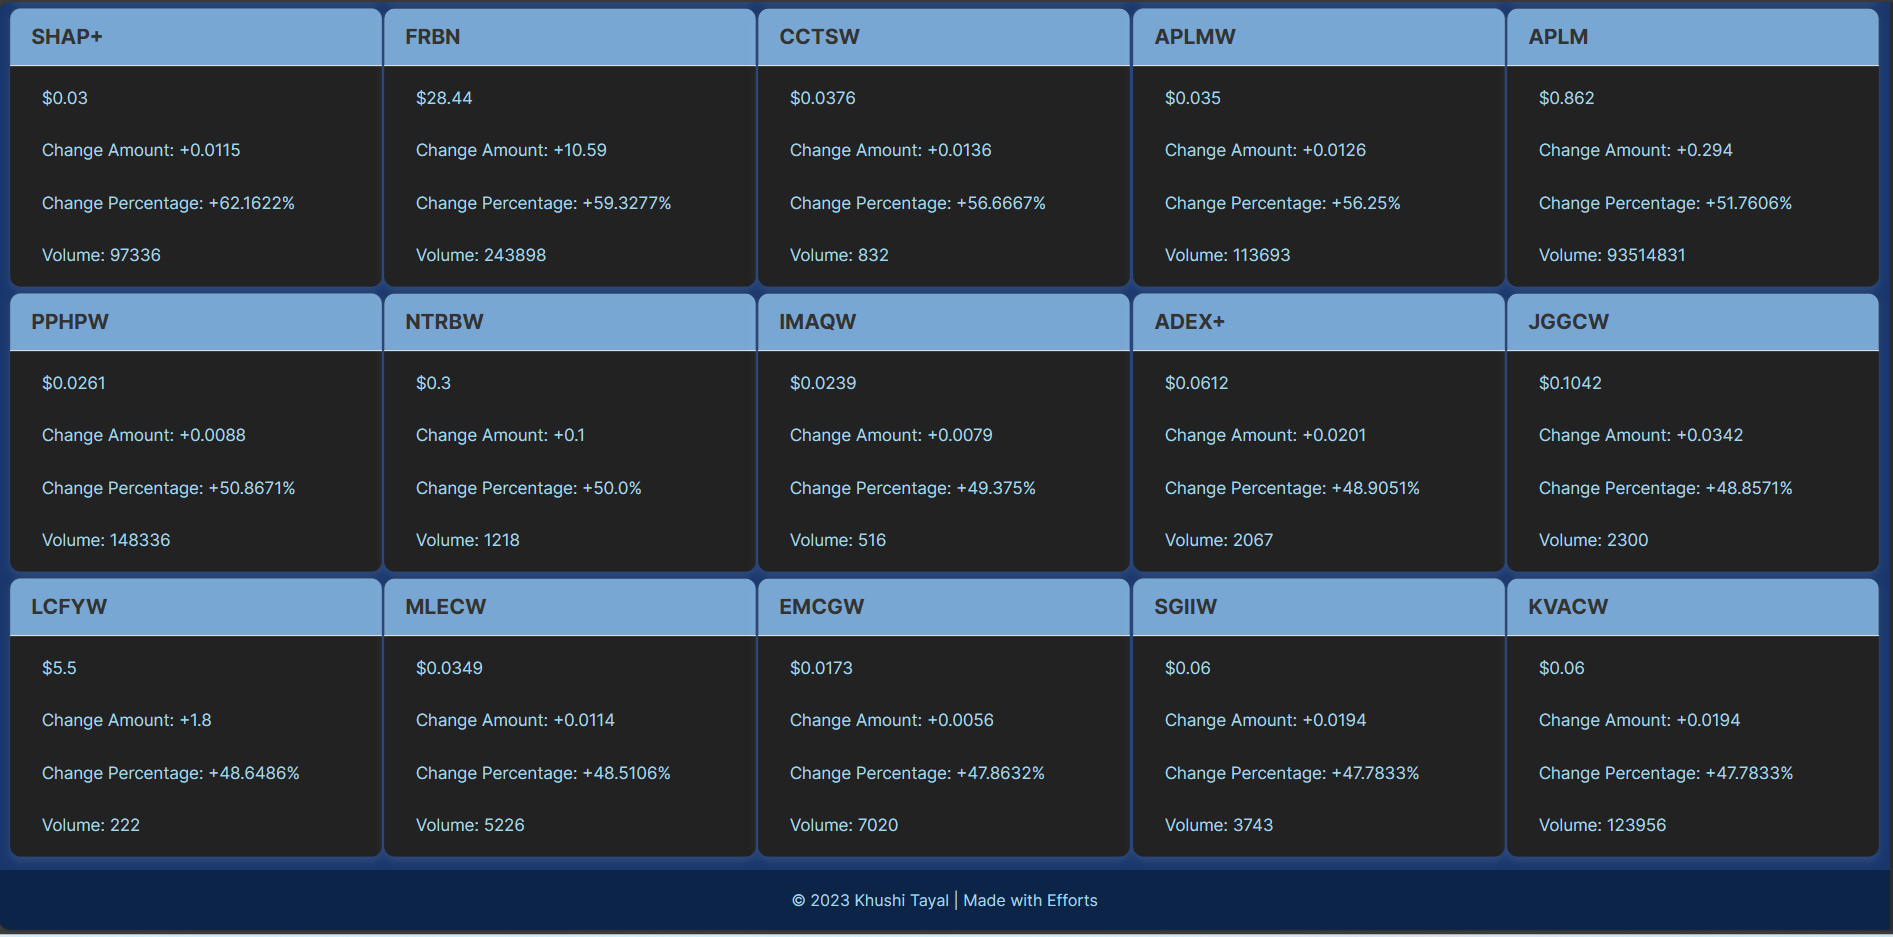 SHAP+
$0.03
Change Amount: +0.0115
Change Percentage: +62.1622%
Volume: 97336
FRBN
$28.44
Change Amount: +10.59
Change Percentage: +59.3277%
Volume: 243898
CCTSW
$0.0376
Change Amount: +0.0136
Change Percentage: +56.6667%
Volume: 832
APLMW
$0.035
Change Amount: +0.0126
Change Percentage: +56.25%
Volume: 113693
APLM
$0.862
Change Amount: +0.294
Change Percentage: +51.7606%
Volume: 93514831
PPHPW
$0.0261
Change Amount: +0.0088
Change Percentage: +50.8671%
Volume: 148336
NTRBW
$0.3
Change Amount: +0.1
Change Percentage: +50.0%
Volume: 1218
IMAQW
$0.0239
Change Amount: +0.0079
Change Percentage: +49.375%
Volume: 516
ADEX+
$0.0612
Change Amount: +0.0201
Change Percentage: +48.9051%
Volume: 2067
JGGCW
$0.1042
Change Amount: +0.0342
Change Percentage: +48.8571%
Volume: 2300
LCFYW
$5.5
Change Amount: +1.8
Change Percentage: +48.6486%
Volume: 222
MLECW
$0.0349
Change Amount: +0.0114
Change Percentage: +48.5106%
Volume: 5226
EMCGW
$0.0173
Change Amount: +0.0056
Change Percentage: +47.8632%
Volume: 7020
SGIIW
$0.06
Change Amount: +0.0194
Change Percentage: +47.7833%
Volume: 3743
KVACW
$0.06
Change Amount: +0.0194
Change Percentage: +47.7833%
Volume: 123956
© 2023 Khushi Tayal | Made with Efforts